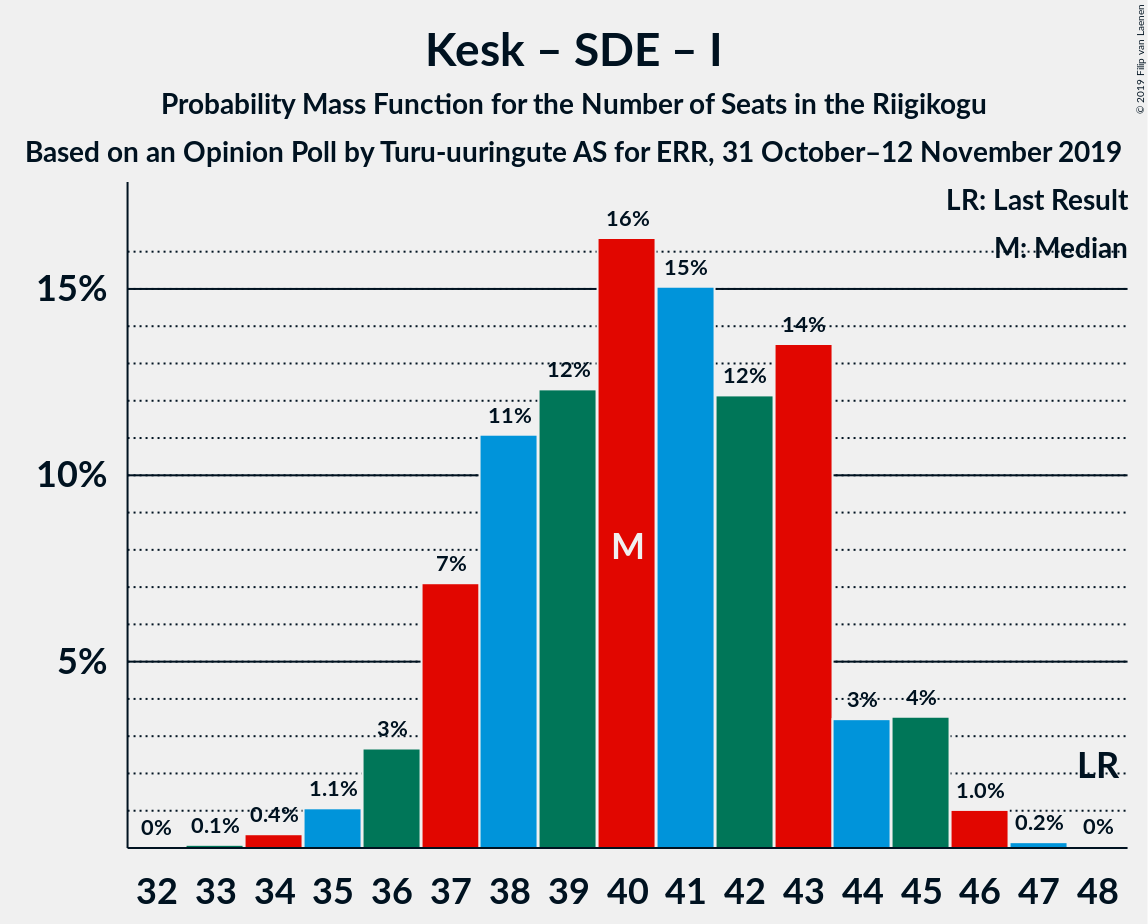 Kesk – SDE – I
Probability Mass Function for the Number of Seats in the Riigikogu
Based on an Opinion Poll by Turu-uuringute AS for ERR, 31 October–12 November 2019
© 2019 Filip van Laenen
LR: Last Result
M: Median
15%
10%
5%
0%
0.1%
0.4%
1.1%
3%
7%
11%
12%
16%
15%
12%
14%
3%
4%
1.0%
0.2%
0%
M
LR
32 33 34 35 36 37 38 39 40 41 42 43 44 45 46 47 48